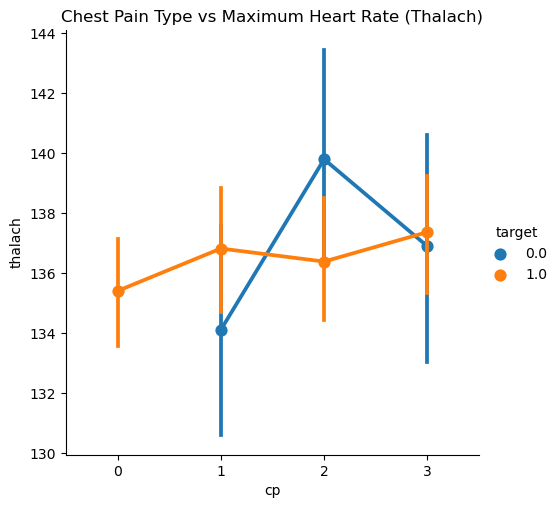 Chest Pain Type vs Maximum Heart Rate (Thalach)
144
142
140
138
136
134
132
130
thalach
0 1 2 3
cp
target
0.0
1.0